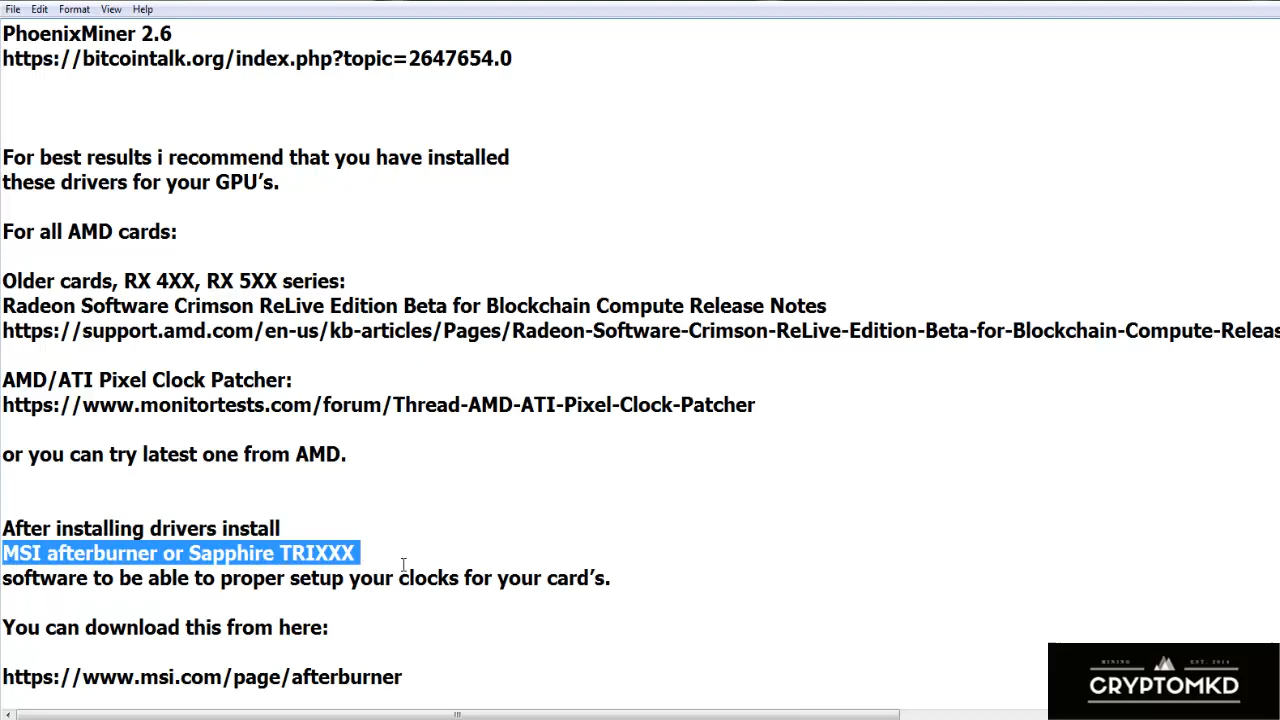 File Edit Format View Help
PhoenixMiner 2.6
https://bitcointalk.org/index.php?topic=2647654.0
For best results i recommend that you have installed
these drivers for your GPU’s.
For all AMD cards:
Older cards, RX 4XX, RX 5XX series:
Radeon Software Crimson ReLive Edition Beta for Blockchain Compute Release Notes
https://support.amd.com/en-us/kb-articles/Pages/Radeon-Software-Crimson-ReLive-Edition-Beta-for-Blockchain-Compute-Releas
AMD/ATI Pixel Clock Patcher:
https://www.monitortests.com/forum/Thread-AMD-ATI-Pixel-Clock-Patcher
or you can try latest one from AMD.
After installing drivers install
MSI afterburner or Sapphire TRIXXX
software to be able to proper setup your clocks for your card’s.
You can download this from here:
https://www.msi.com/page/afterburner
MINING EST. 2014
CRYPTOMKD